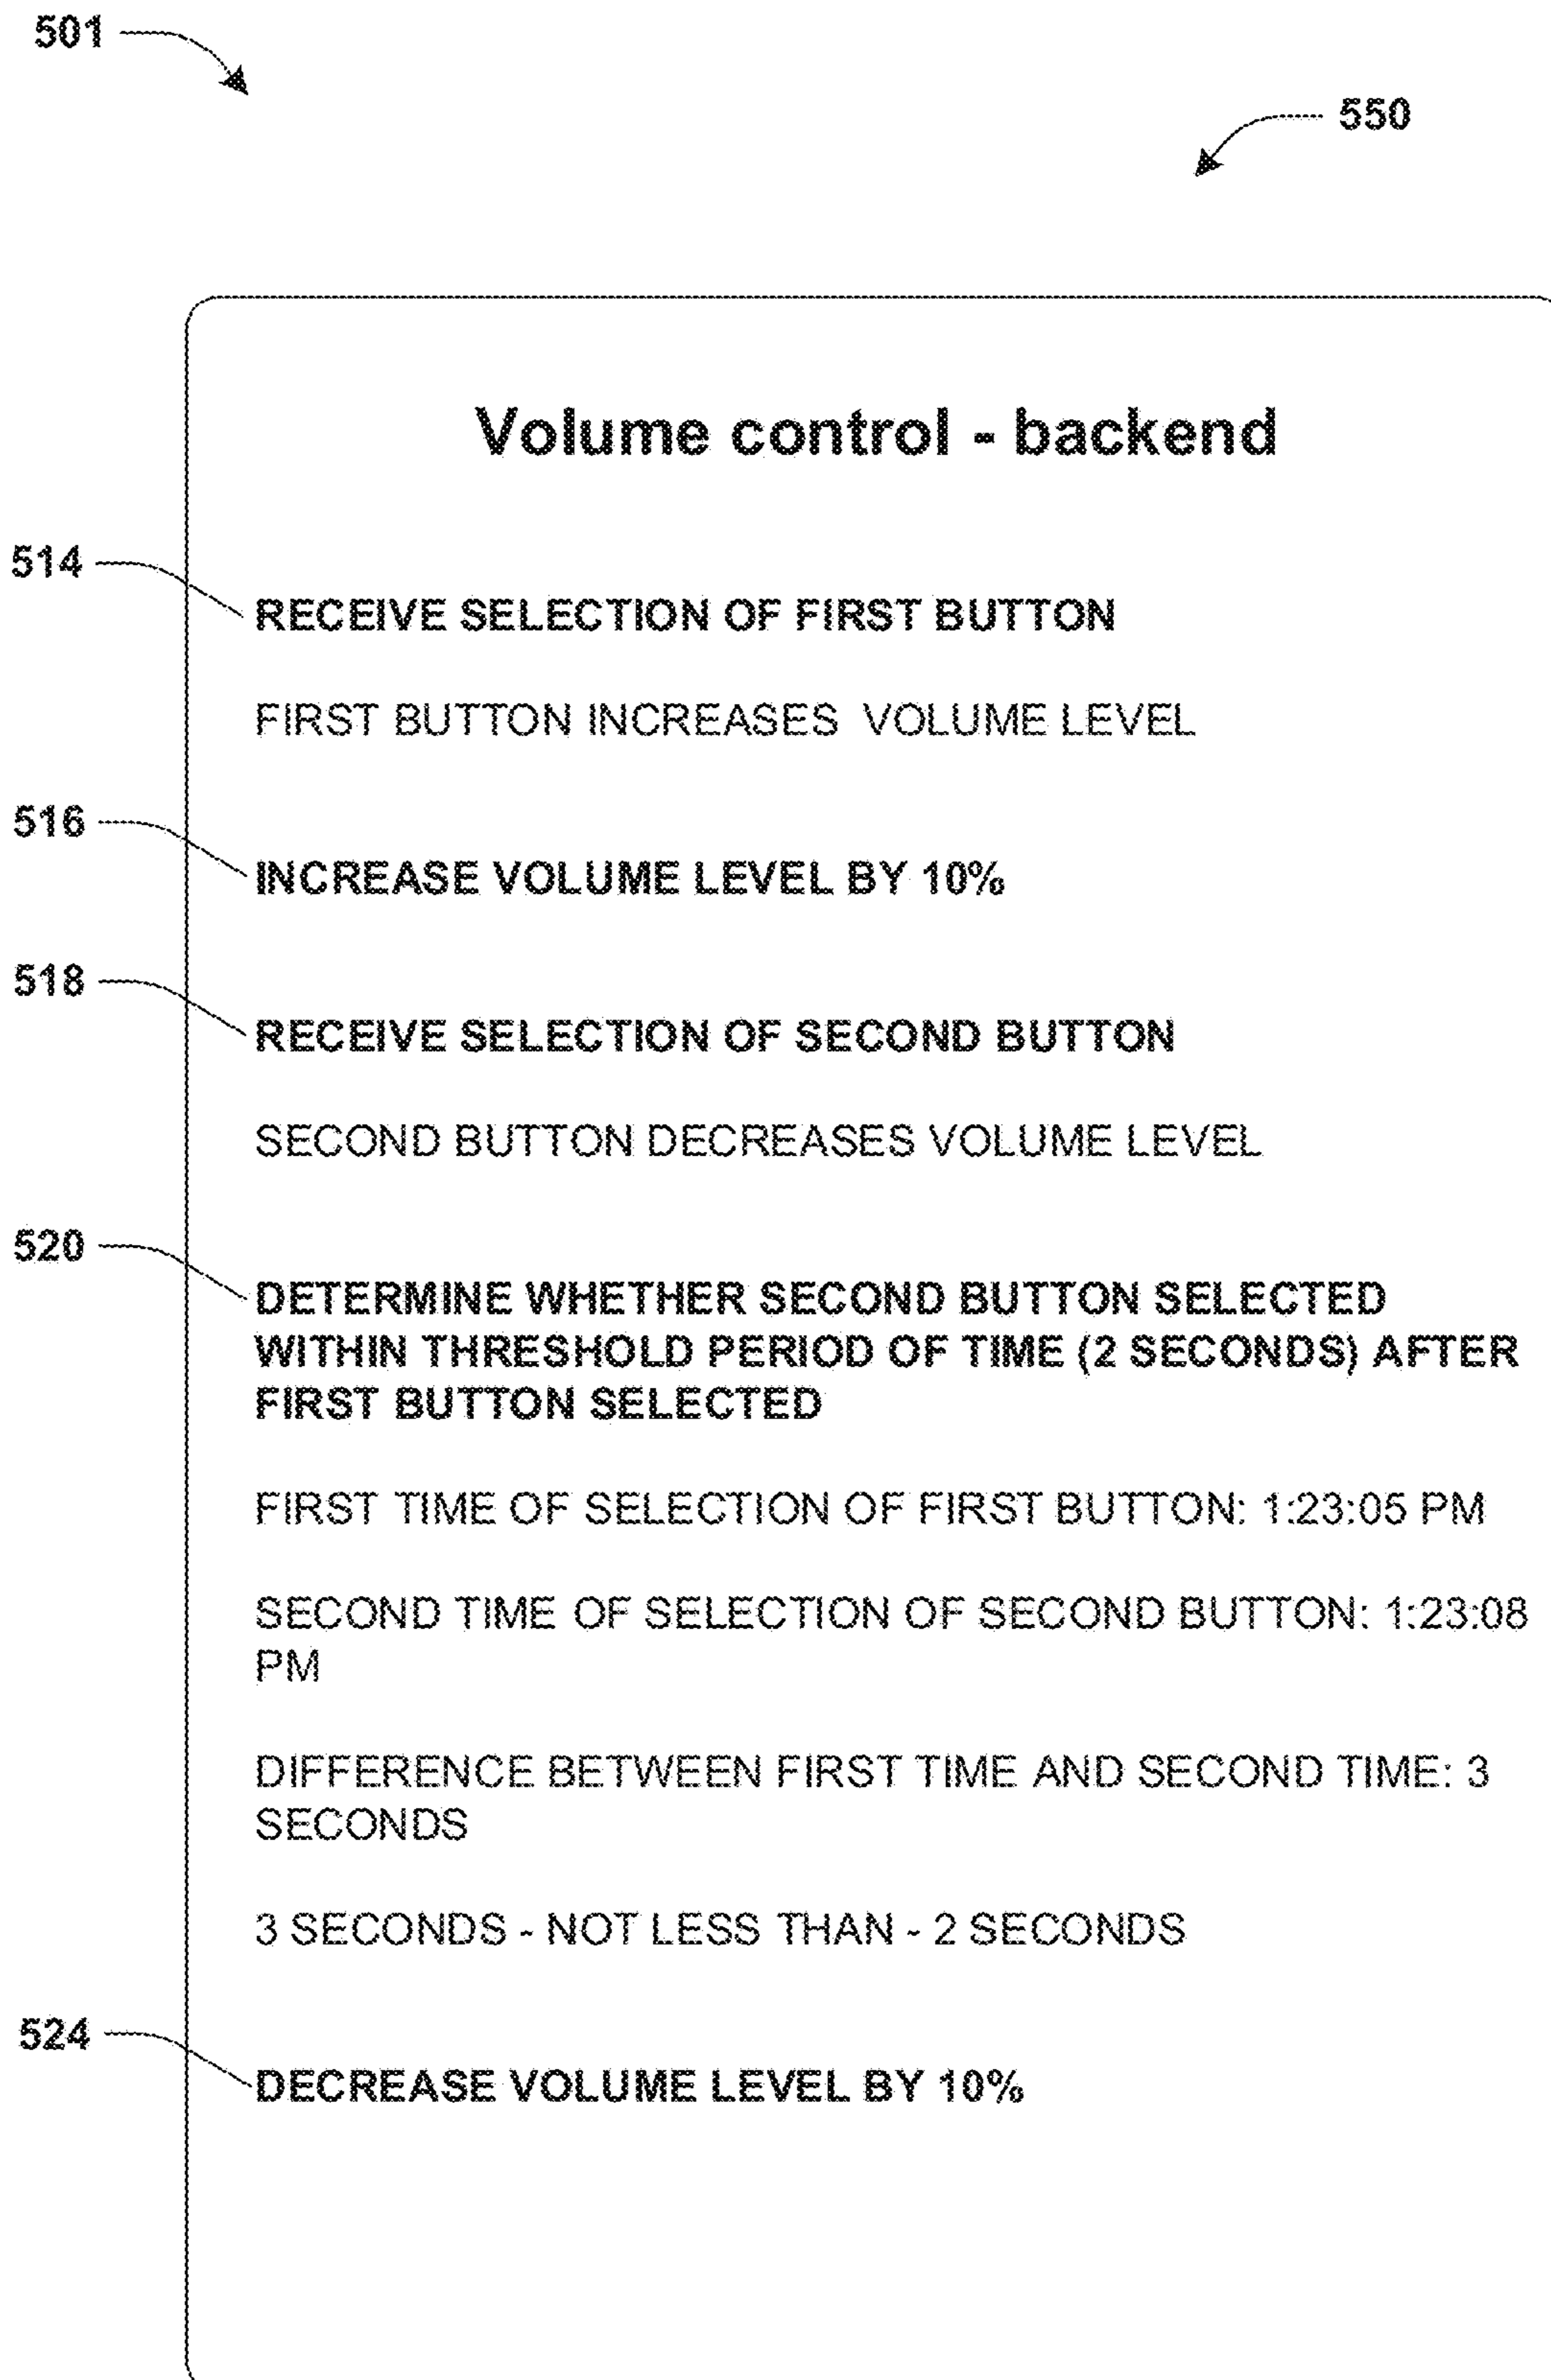 501
550
Volume control - backend
514
RECEIVE SELECTION OF FIRST BUTTON
FIRST BUTTON INCREASES VOLUME LEVEL
516
INCREASE VOLUME LEVEL BY 10%
518
RECEIVE SELECTION OF SECOND BUTTON
SECOND BUTTON DECREASES VOLUME LEVEL
520
DETERMINE WHETHER SECOND BUTTON SELECTED
WITHIN THRESHOLD PERIOD OF TIME (2 SECONDS) AFTER
FIRST BUTTON SELECTED
FIRST TIME OF SELECTION OF FIRST BUTTON: 1:23:05 PM
SECOND TIME OF SELECTION OF SECOND BUTTON: 1:23:08
PM
DIFFERENCE BETWEEN FIRST TIME AND SECOND TIME: 3
SECONDS
3 SECONDS - NOT LESS THAN - 2 SECONDS
524
DECREASE VOLUME LEVEL BY 10%